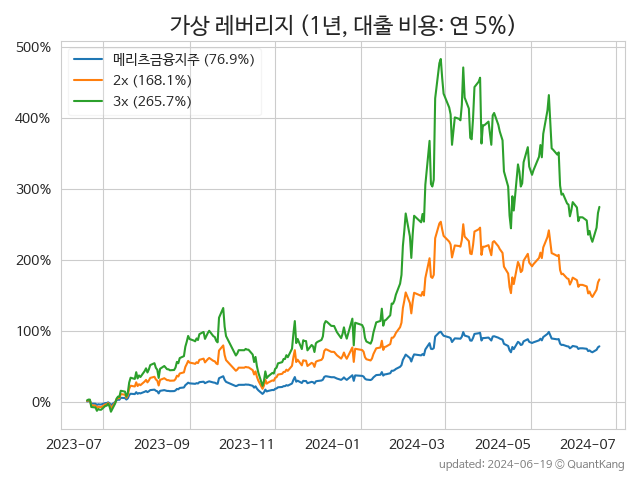 가상 레버리지 (1년, 대출 비용: 연 5%)
메리츠금융지주 (76.9%)
2x (168.1%)
3x (265.7%)
500%
400%
300%
200%
100%
0%
2023-07 2023-09 2023-11 2024-01 2024-03 2024-05 2024-07
updated: 2024-06-19 © QuantKang